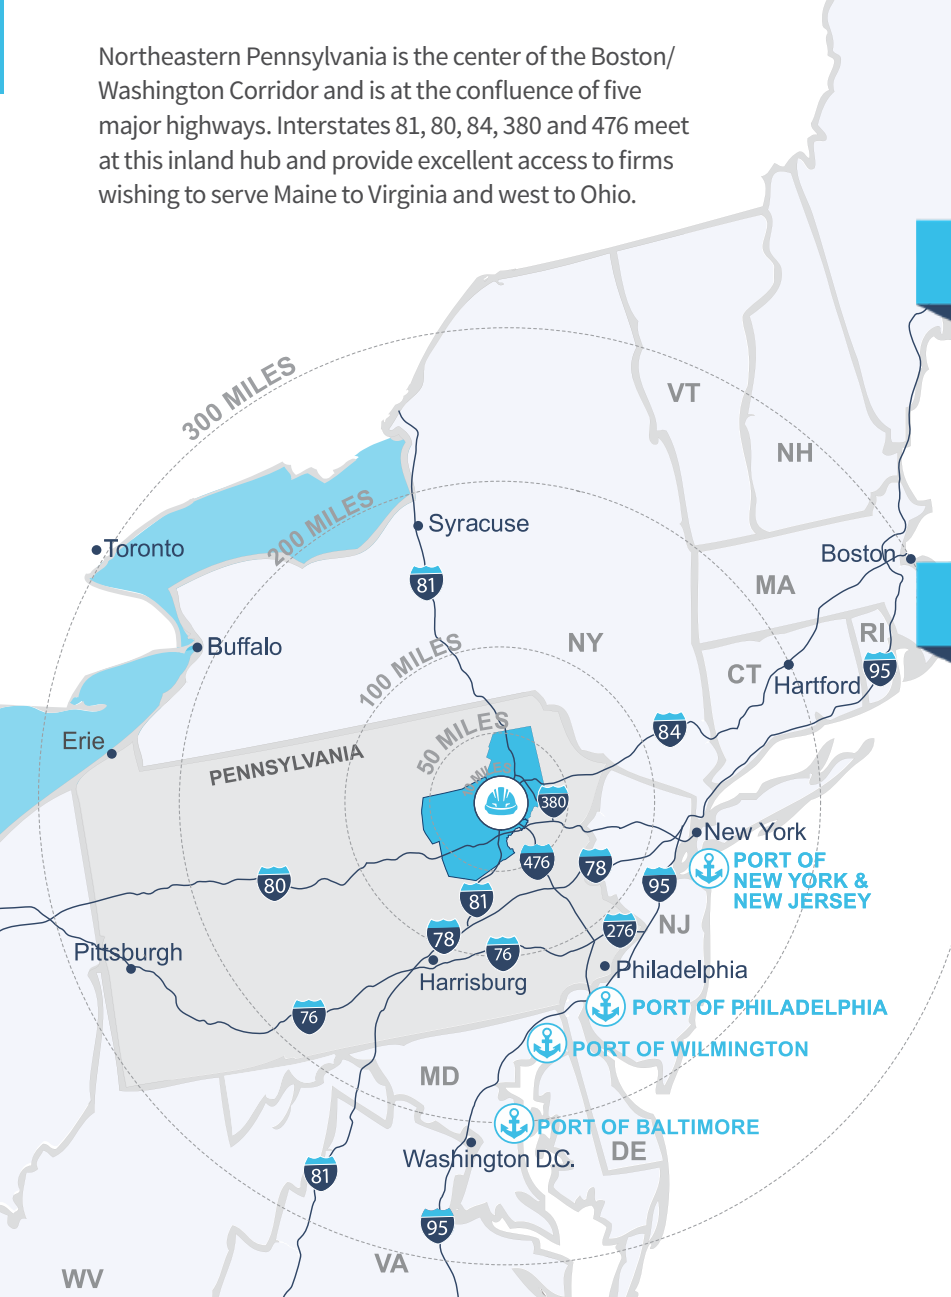 Northeastern Pennsylvania is the center of the Boston/
Washington Corridor and is at the confluence of five
major highways. Interstates 81, 80, 84, 380 and 476 meet
at this inland hub and provide excellent access to firms
wishing to serve Maine to Virginia and west to Ohio.
300 MILES
VT
NH
200 MILES
Syracuse
Toronto
Boston
81
MA
Buffalo
NY
RI
100 MILES
CT
Hartford
95
50 MILES
84
Erie
PENNSYLVANIA
MILES
380
New York
PORT OF
NEW YORK &
NEW JERSEY
476
78
80
95
81
NJ
78
276
76
Pittsburgh
Harrisburg
Philadelphia
PORT OF PHILADELPHIA
76
PORT OF WILMINGTON
MD
PORT OF BALTIMORE
DE
Washington D.C.
81
95
VA
WV